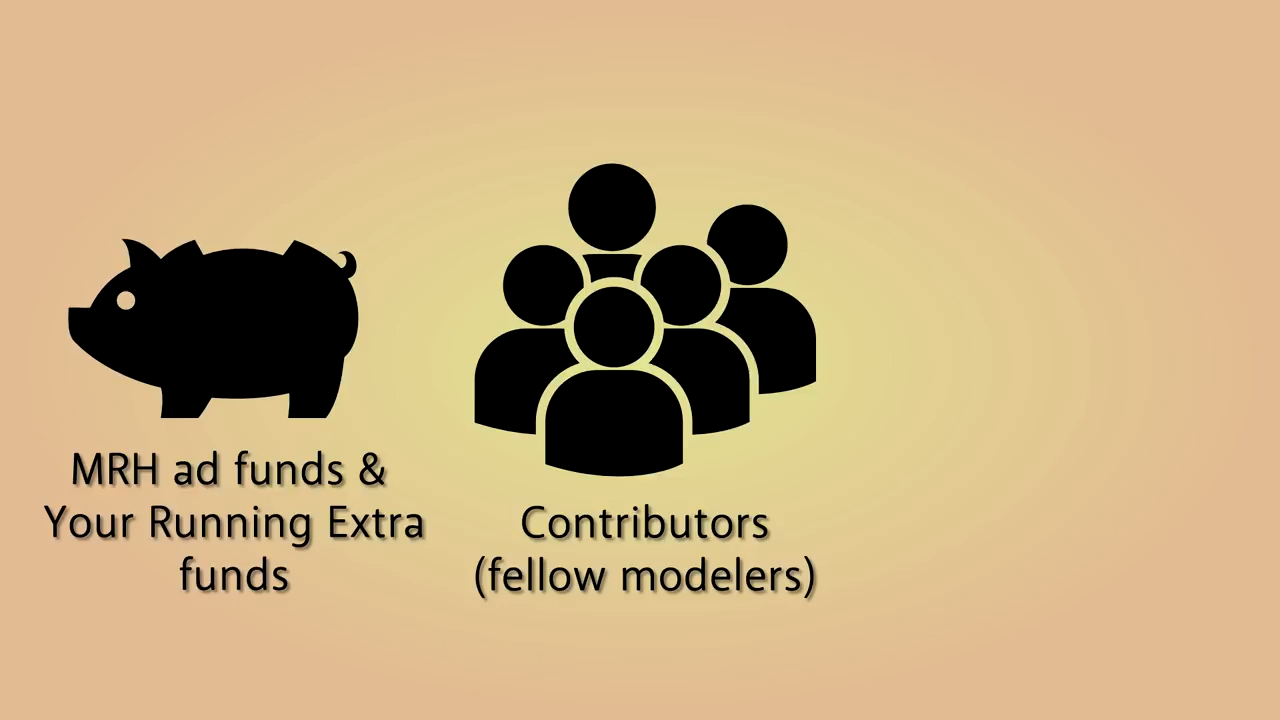 MRH ad funds &
Your Running Extra
funds
Contributors
(fellow modelers)